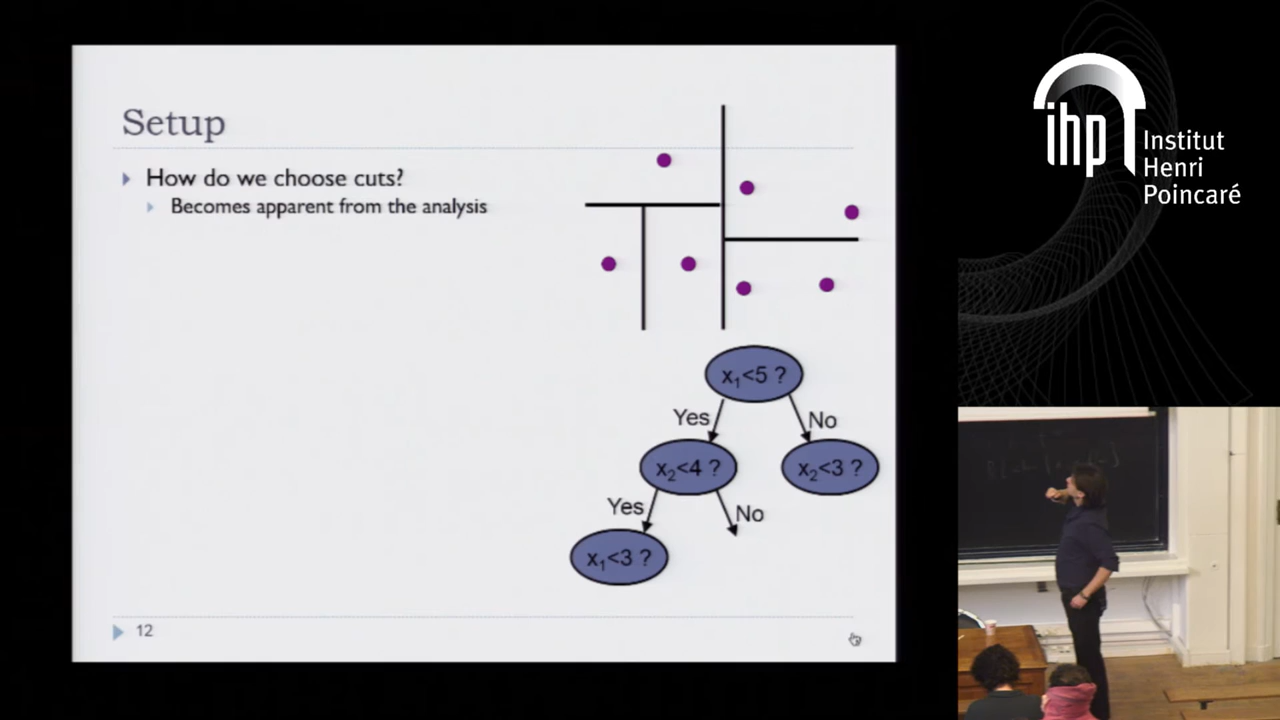 Setup
How do we choose cuts?
Becomes apparent from the analysis
x₁<5 ?
Yes
No
x₂<4 ?
x₂<3 ?
Yes
No
x₁<3 ?
12
ihp
Institut
Henri
Poincaré